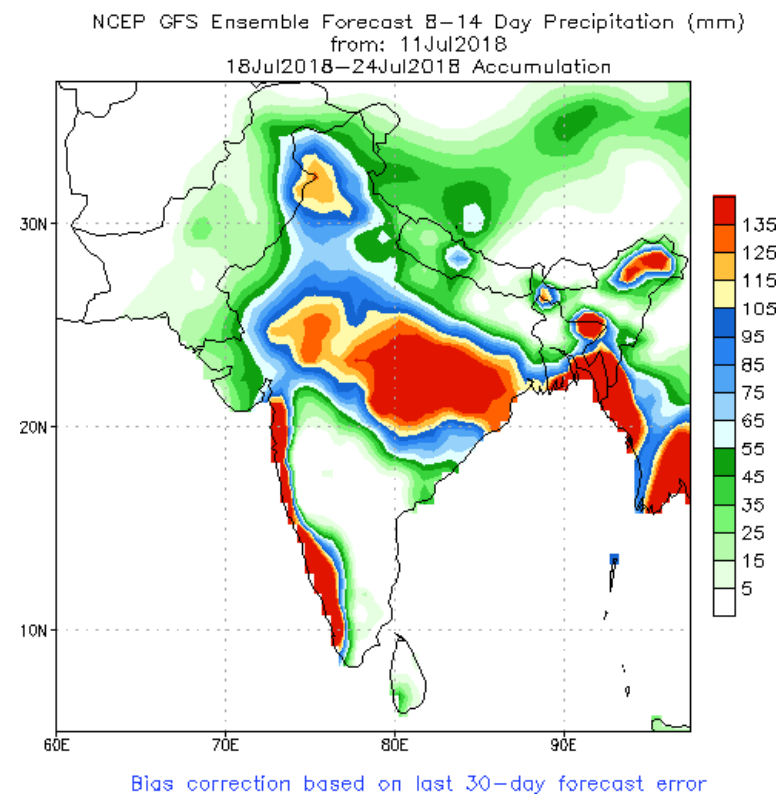 NCEP GFS Ensemble Forecast 8-14 Day Precipitation (mm)
from: 11Jul2018
18Jul2018-24Jul2018 Accumulation
135
125
115
105
95
85
75
65
55
45
35
25
15
5
30N
20N
10N
60E 70E 80E 90E
Bias correction based on last 30-day forecast error